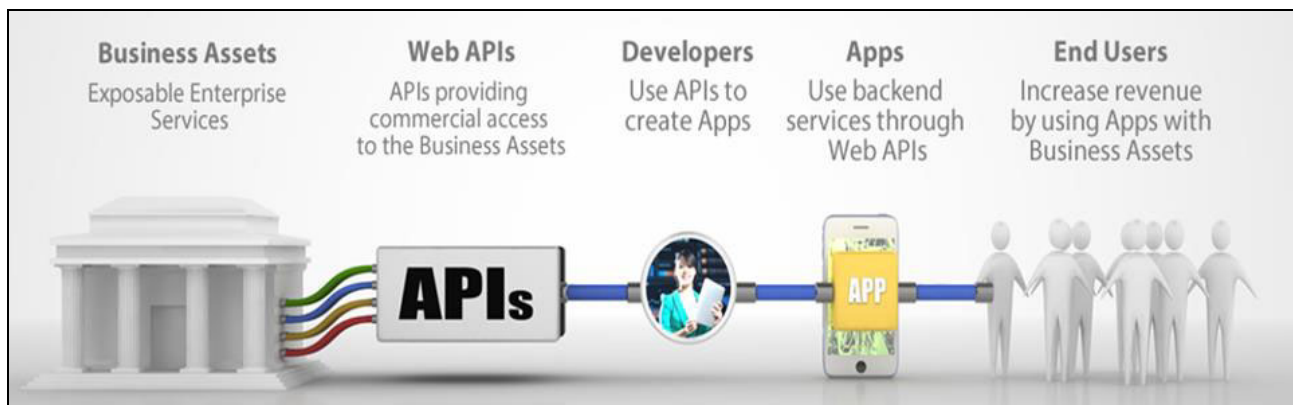 Business Assets
Exposable Enterprise
Services
Web APIs
APIs providing
commercial access
to the Business Assets
Developers
Use APIs to
create Apps
Apps
Use backend
services through
Web APIs
End Users
Increase revenue
by using Apps with
Business Assets
APIs
APP